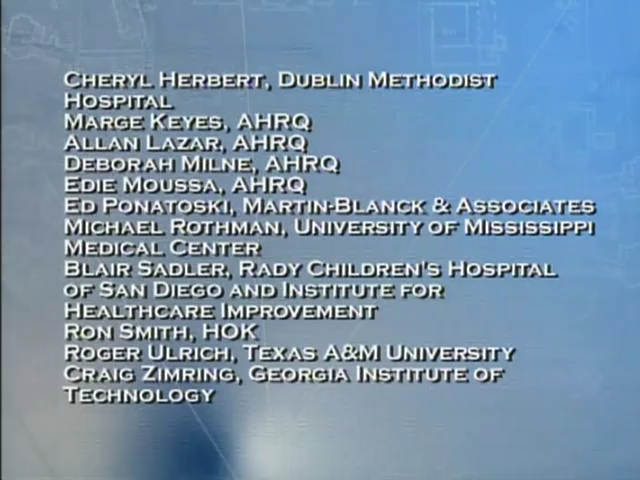 Cheryl Herbert, Dublin Methodist
Hospital
Marge Keyes, AHRQ
Allan Lazar, AHRQ
Deborah Milne, AHRQ
Edie Moussa, AHRQ
Ed Ponatoski, Martin-Blanck & Associates
Michael Rothman, University of Mississippi
Medical Center
Blair Sadler, Rady Children's Hospital
of San Diego and Institute for
Healthcare Improvement
Ron Smith, HOK
Roger Ulrich, Texas A&M University
Craig Zimring, Georgia Institute of
Technology